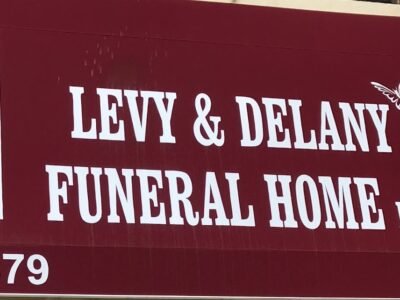 LEVY & DELANY
FUNERAL HOME
79